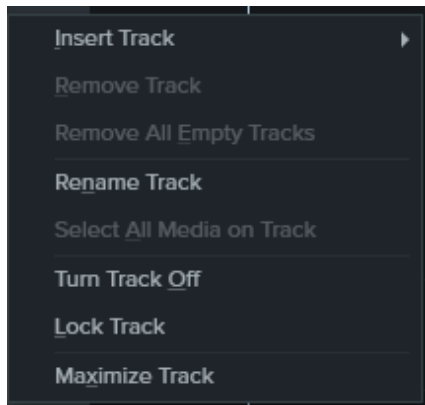 Insert Track
Remove Track
Remove All Empty Tracks
Rename Track
Select All Media on Track
Turn Track Off
Lock Track
Maximize Track